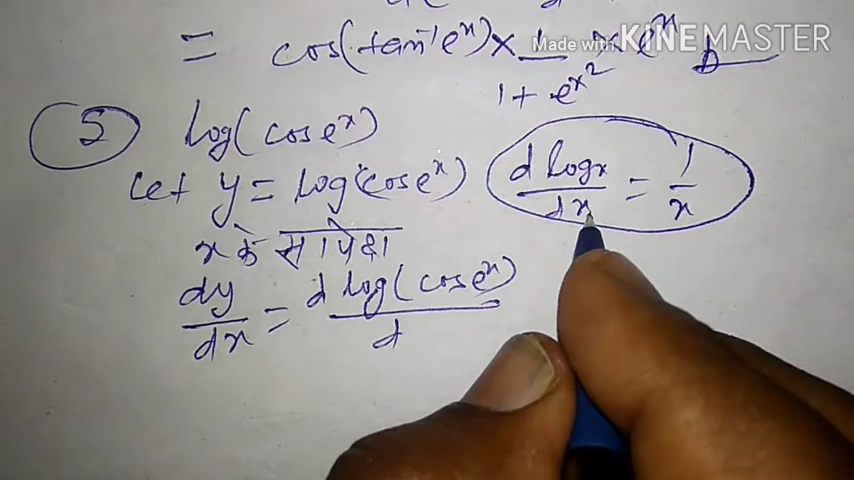 = cos(tan⁻¹eˣ) × 1/(1 + eˣ²) × eˣ
Made with KINEMASTER
5 log(cos eˣ)
Let y = log(cos eˣ) d log x/dx = 1/x
x के सापेक्ष
dy/dx = d log(cos eˣ)/d